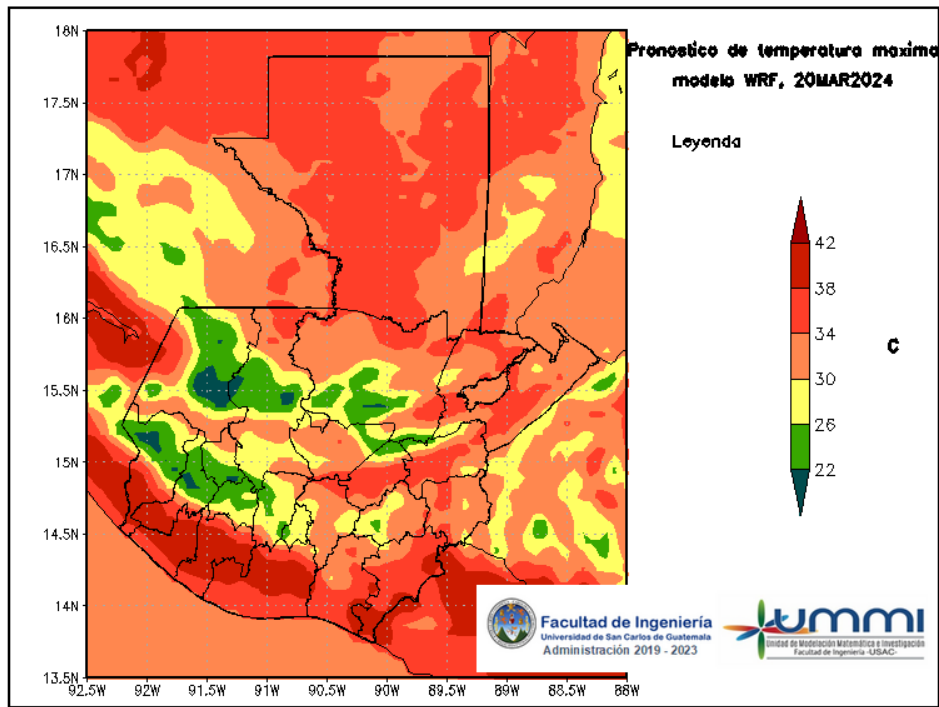 Pronostico de temperatura maxima
modelo WRF, 20MAR2024
Leyenda
42
38
34
30
26
22
C
18N
17.5N
17N
16.5N
16N
15.5N
15N
14.5N
14N
13.5N
92.5W
92W
91.5W
91W
90.5W
90W
89.5W
89W
88.5W
88W
Facultad de Ingeniería
Universidad de San Carlos de Guatemala
Administración 2019 - 2023
ummi
Unidad de Modelación Matemática e Investigación
Facultad de Ingeniería -USAC-